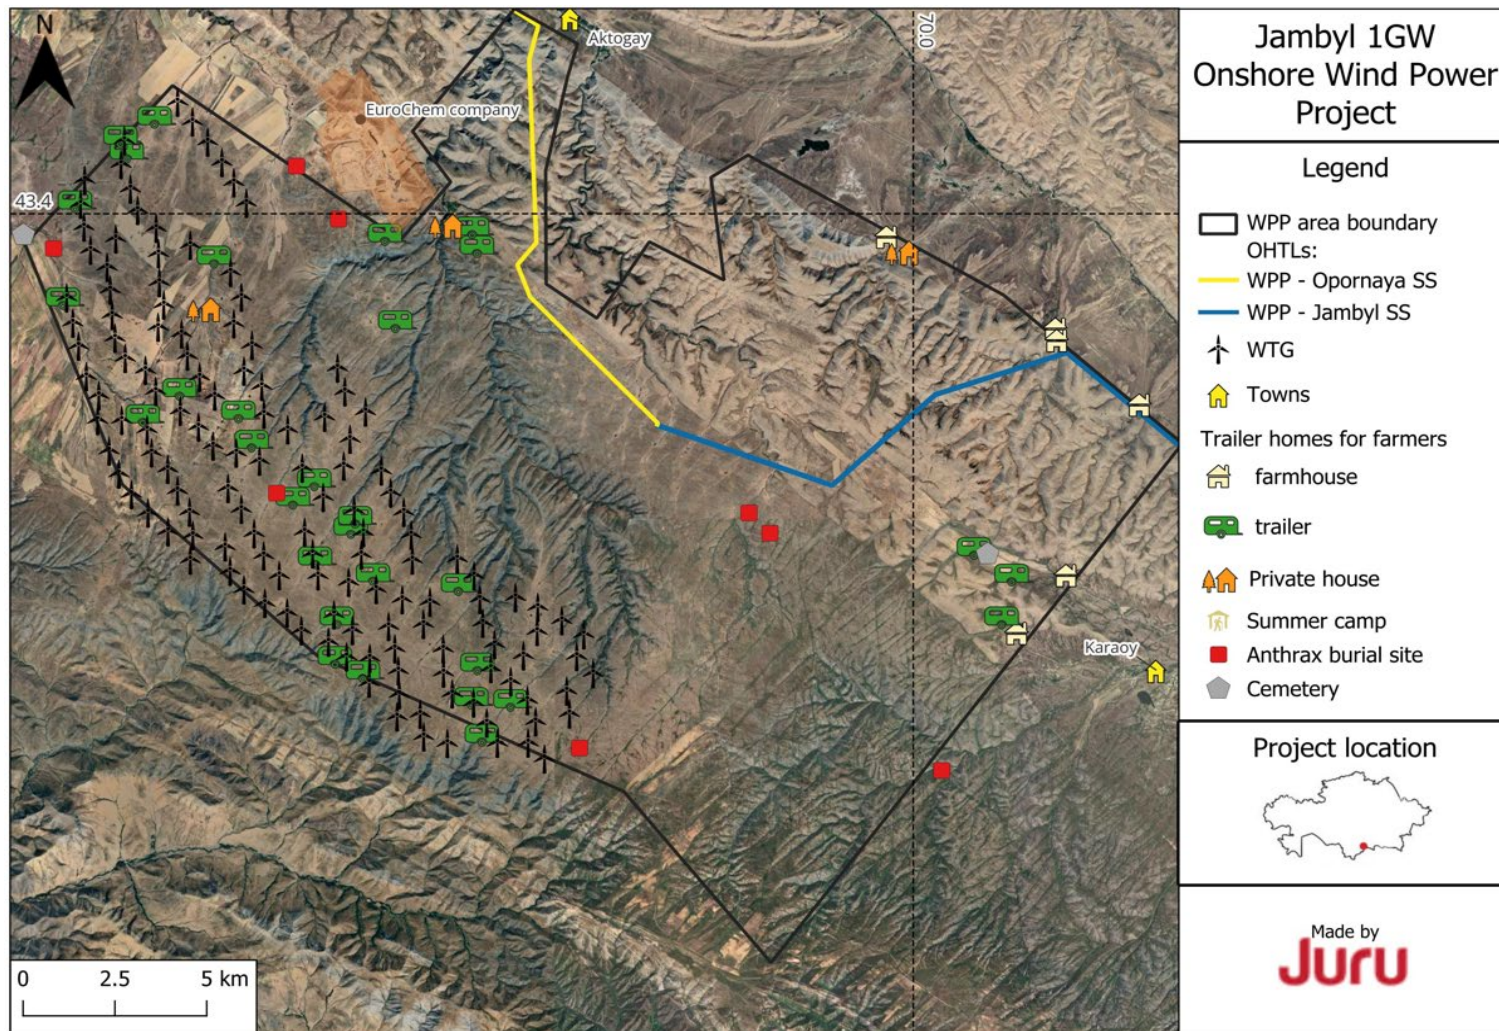 N
Aktogay
70.0
EuroChem company
43.4
Karaoy
0 2.5 5 km
Jambyl 1GW
Onshore Wind Power
Project
Legend
WPP area boundary
OHTLs:
WPP - Opornaya SS
WPP - Jambyl SS
WTG
Towns
Trailer homes for farmers
farmhouse
trailer
Private house
Summer camp
Anthrax burial site
Cemetery
Project location
Made by
Juru